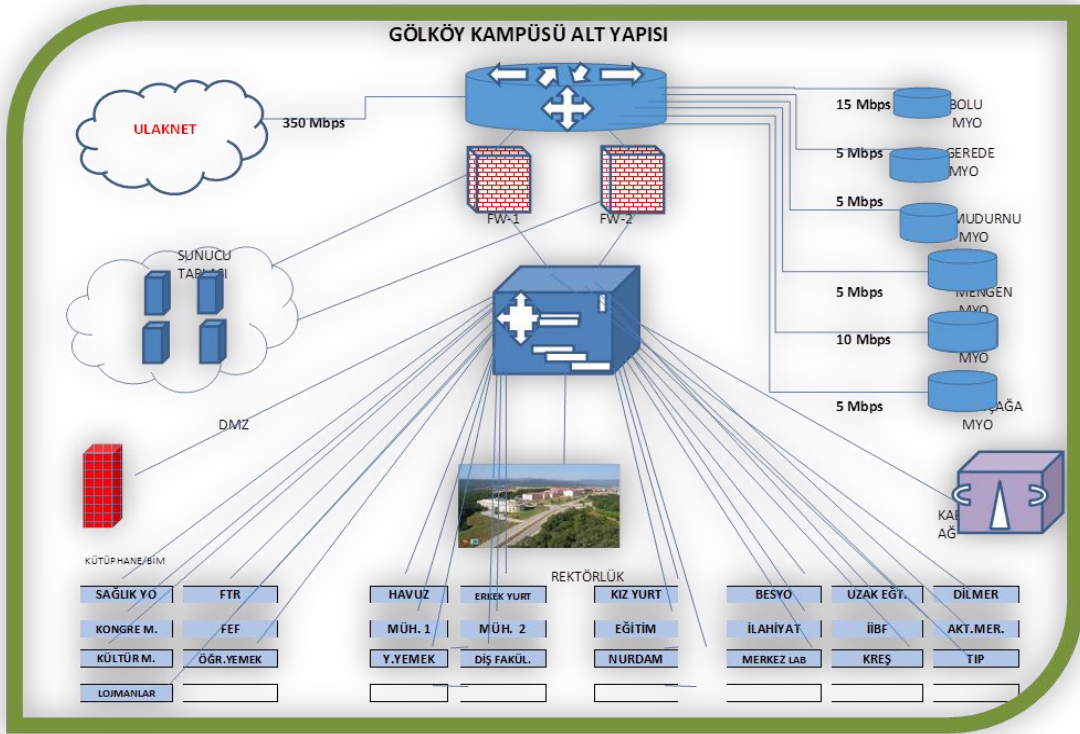 GÖLKÖY KAMPÜSÜ ALT YAPISI
ULAKNET
350 Mbps
15 Mbps
BOLU
MYO
5 Mbps
GEREDE
MYO
5 Mbps
MUDURNU
MYO
5 Mbps
MENGEN
MYO
10 Mbps
MYO
5 Mbps
MYO
FW-1
FW-2
SUNUCU
TARLASI
DMZ
KÜTÜPHANE/BİM
REKTÖRLÜK
SAĞLIK YO
FTR
HAVUZ
ERKEK YURT
KIZ YURT
BESYO
UZAK EĞT.
DİLMER
KONGRE M.
FEF
MÜH. 1
MÜH. 2
EĞİTİM
İLAHİYAT
İİBF
AKT.MER.
KÜLTÜR M.
ÖĞR.YEMEK
Y.YEMEK
DİŞ FAKÜL.
NURDAM
MERKEZ LAB
KREŞ
TIP
LOJMANLAR